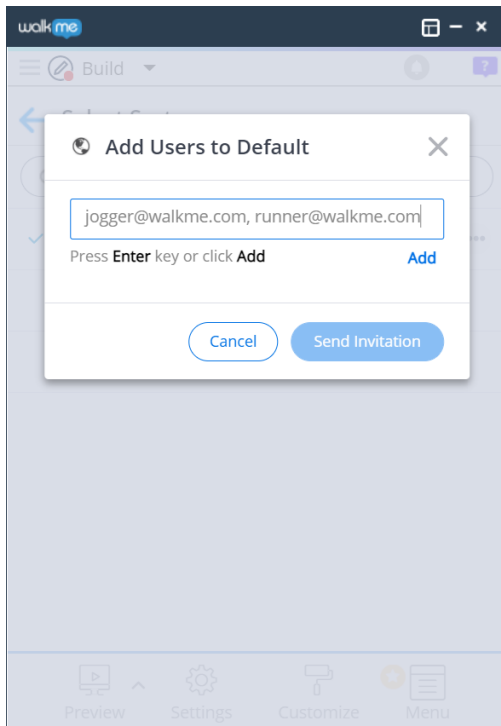 walkme
Build
?
Add Users to Default
jogger@walkme.com, runner@walkme.com
Press Enter key or click Add
Add
Cancel
Send Invitation
Preview
Settings
Customize
Menu